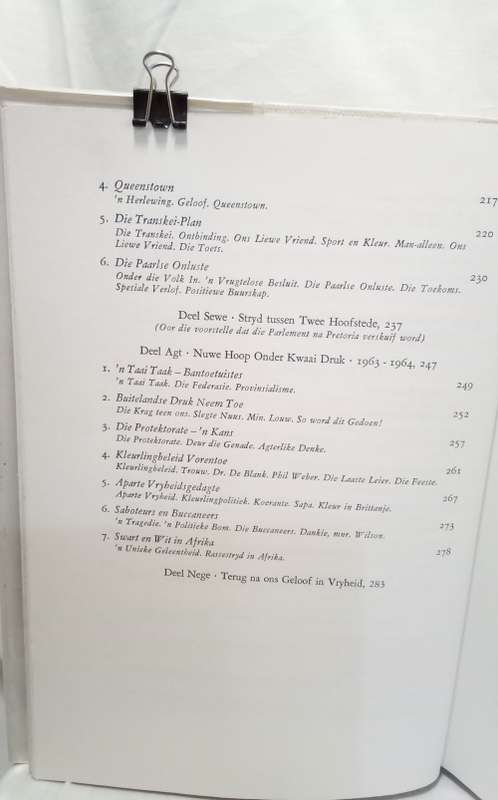 4. Queenstown
'n Herlewing. Geloof. Queenstown. 217
5. Die Transkei-Plan
Die Transkei. Ontbinding. Ons Liewe Vriend. Sport en Kleur. Man-alleen. Ons 220
Liewe Vriend. Die Toets.
6. Die Paarlse Onluste
Onder die Volk In. 'n Vrugtelose Besluit. Die Paarlse Onluste. Die Toekoms. 230
Spesiale Verlof. Positiewe Buurskap.
Deel Sewe · Stryd tussen Twee Hoofstede, 237
(Oor die voorstelle dat die Parlement na Pretoria verskuif word)
Deel Agt · Nuwe Hoop Onder Kwaai Druk · 1963 - 1964, 247
1. 'n Taai Taak – Bantoetuistes
'n Taai Taak. Die Federasie. Provinsialisme. 249
2. Buitelandse Druk Neem Toe
Die Krag teen ons. Slegte Nuus. Min. Louw. So word dit Gedoen! 252
3. Die Protektorate – 'n Kans
Die Protektorate. Deur die Genade. Agterlike Denke. 257
4. Kleurlingbeleid Vorentoe
Kleurlingbeleid. Trouw. Dr. De Blank. Phil Weber. Die Laaste Leier. Die Feeste. 261
5. Aparte Vryheidsgedagte
Aparte Vryheid. Kleurlingpolitiek. Koerante. Sapa. Kleur in Brittanje. 267
6. Saboteurs en Buccaneers
'n Tragedie. 'n Politieke Bom. Die Buccaneers. Dankie, mnr. Wilson. 273
7. Swart en Wit in Afrika
'n Unieke Geleentheid. Rassestryd in Afrika. 278
Deel Nege · Terug na ons Geloof in Vryheid, 283